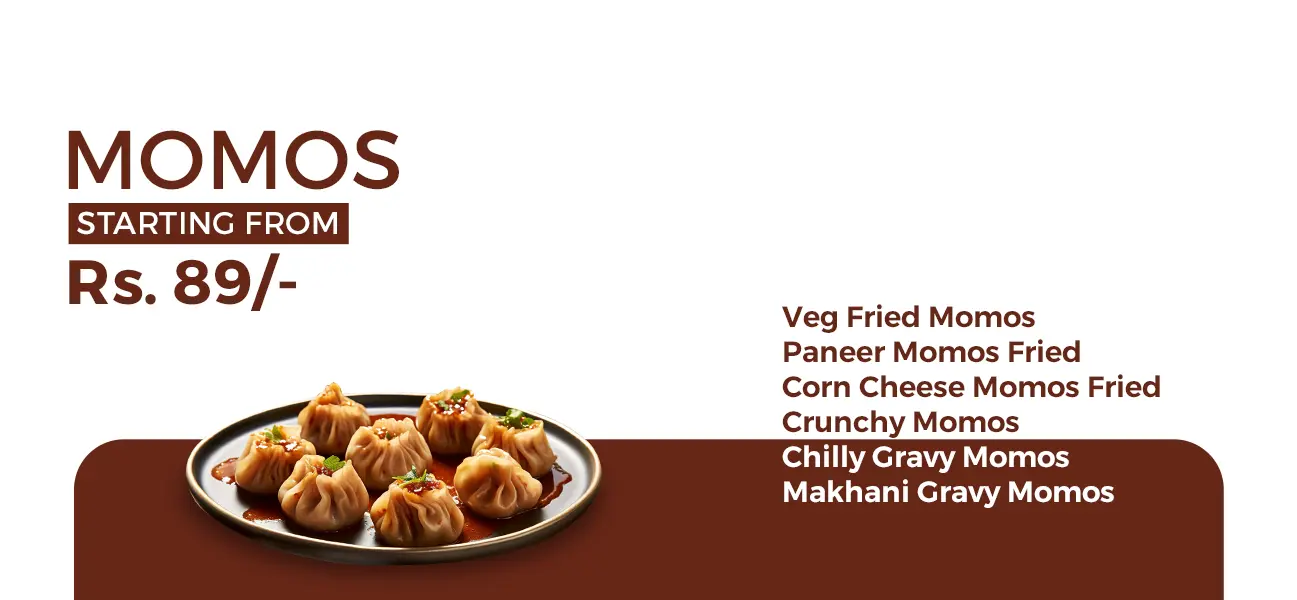 MOMOS
STARTING FROM
Rs. 89/-
Veg Fried Momos
Paneer Momos Fried
Corn Cheese Momos Fried
Crunchy Momos
Chilly Gravy Momos
Makhani Gravy Momos